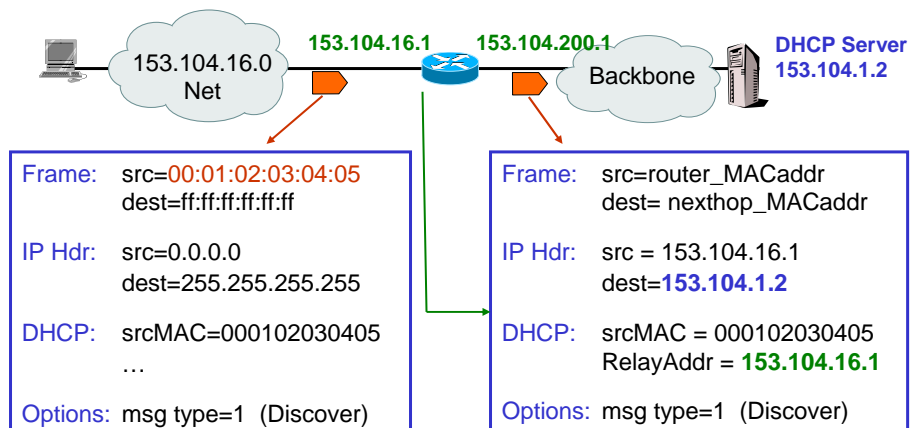 153.104.16.1
153.104.200.1
DHCP Server
153.104.1.2
153.104.16.0
Net
Backbone
Frame: src=00:01:02:03:04:05
dest=ff:ff:ff:ff:ff:ff
IP Hdr: src=0.0.0.0
dest=255.255.255.255
DHCP: srcMAC=000102030405
…
Options: msg type=1 (Discover)
Frame: src=router_MACaddr
dest= nexthop_MACaddr
IP Hdr: src = 153.104.16.1
dest=153.104.1.2
DHCP: srcMAC = 000102030405
RelayAddr = 153.104.16.1
Options: msg type=1 (Discover)